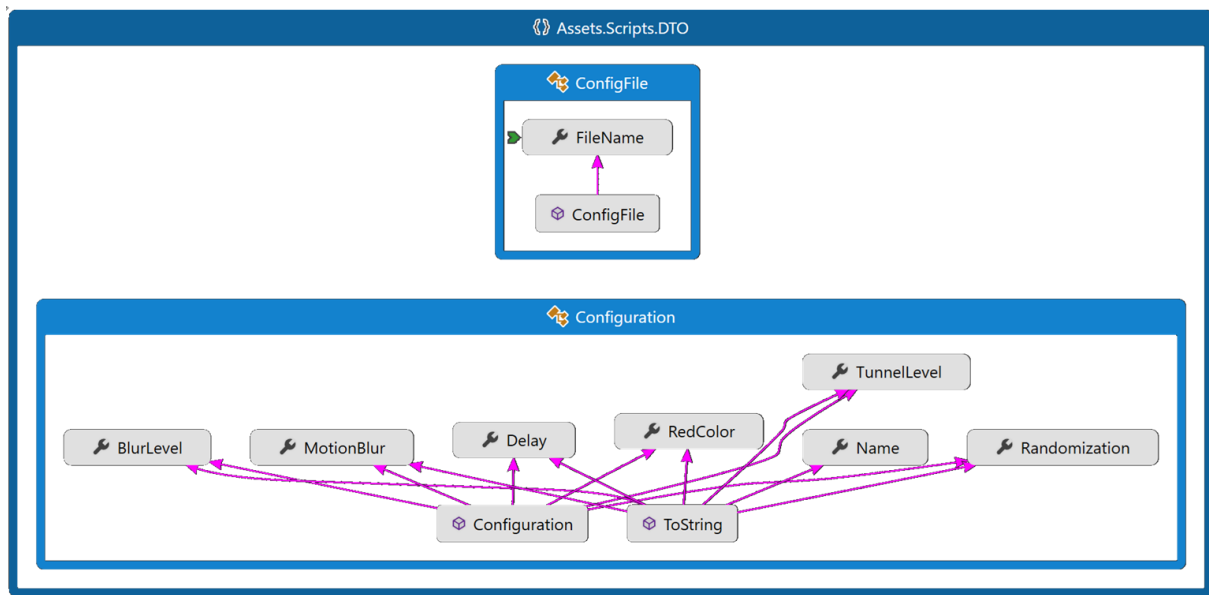 Assets.Scripts.DTO
ConfigFile
FileName
ConfigFile
Configuration
TunnelLevel
BlurLevel
MotionBlur
Delay
RedColor
Name
Randomization
Configuration
ToString